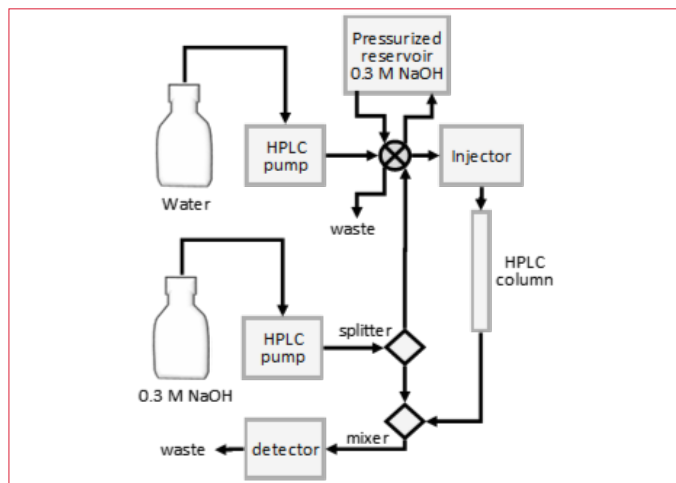 Pressurized
reservoir
0.3 M NaOH
HPLC
pump
Injector
Water
waste
HPLC
column
HPLC
pump
splitter
0.3 M NaOH
waste
detector
mixer